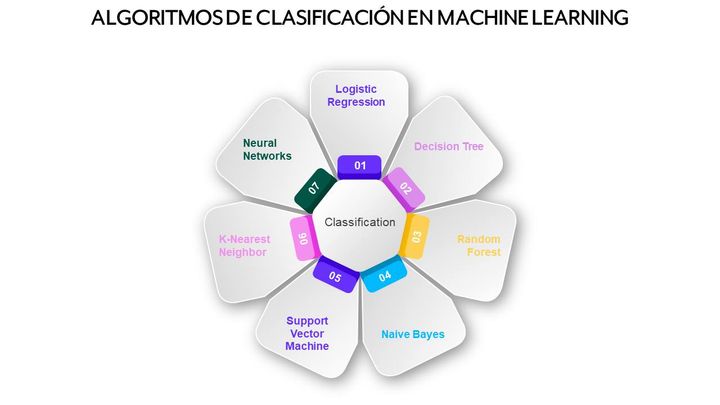 ALGORITMOS DE CLASIFICACIÓN EN MACHINE LEARNING
Logistic
Regression
01
Decision Tree
02
Random
Forest
03
Naive Bayes
04
Support
Vector
Machine
05
K-Nearest
Neighbor
06
Neural
Networks
07
Classification